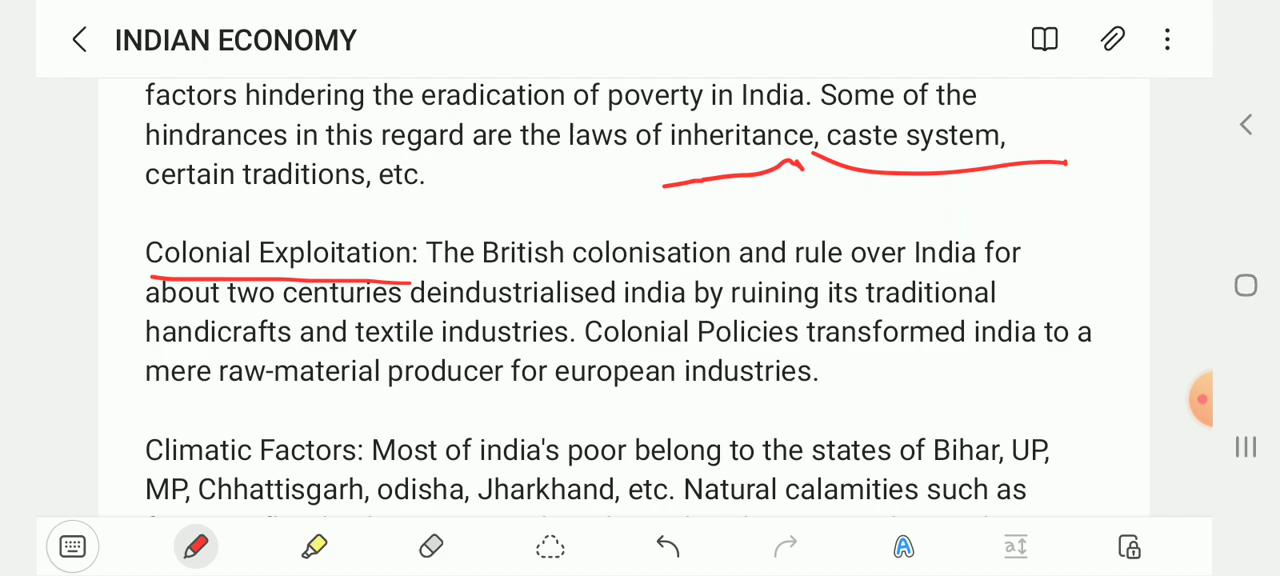 INDIAN ECONOMY
factors hindering the eradication of poverty in India. Some of the
hindrances in this regard are the laws of inheritance, caste system,
certain traditions, etc.
Colonial Exploitation: The British colonisation and rule over India for
about two centuries deindustrialised india by ruining its traditional
handicrafts and textile industries. Colonial Policies transformed india to a
mere raw-material producer for european industries.
Climatic Factors: Most of india's poor belong to the states of Bihar, UP,
MP, Chhattisgarh, odisha, Jharkhand, etc. Natural calamities such as